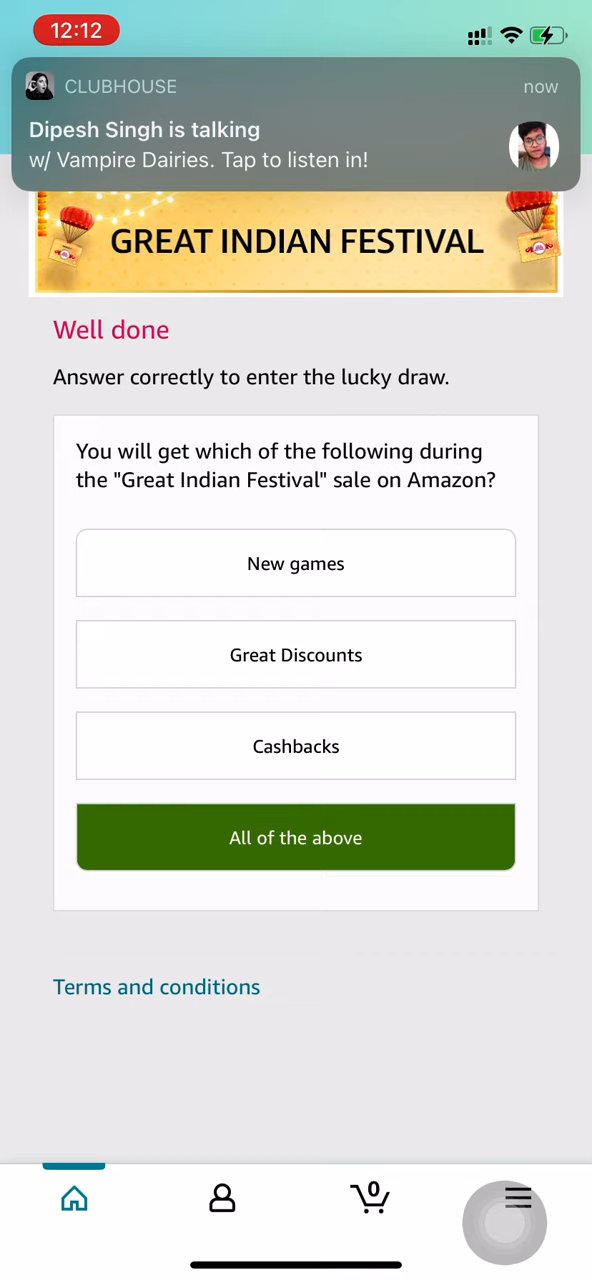 12:12
CLUBHOUSE
now
Dipesh Singh is talking
w/ Vampire Dairies. Tap to listen in!
GREAT INDIAN FESTIVAL
Well done
Answer correctly to enter the lucky draw.
You will get which of the following during
the "Great Indian Festival" sale on Amazon?
New games
Great Discounts
Cashbacks
All of the above
Terms and conditions
0